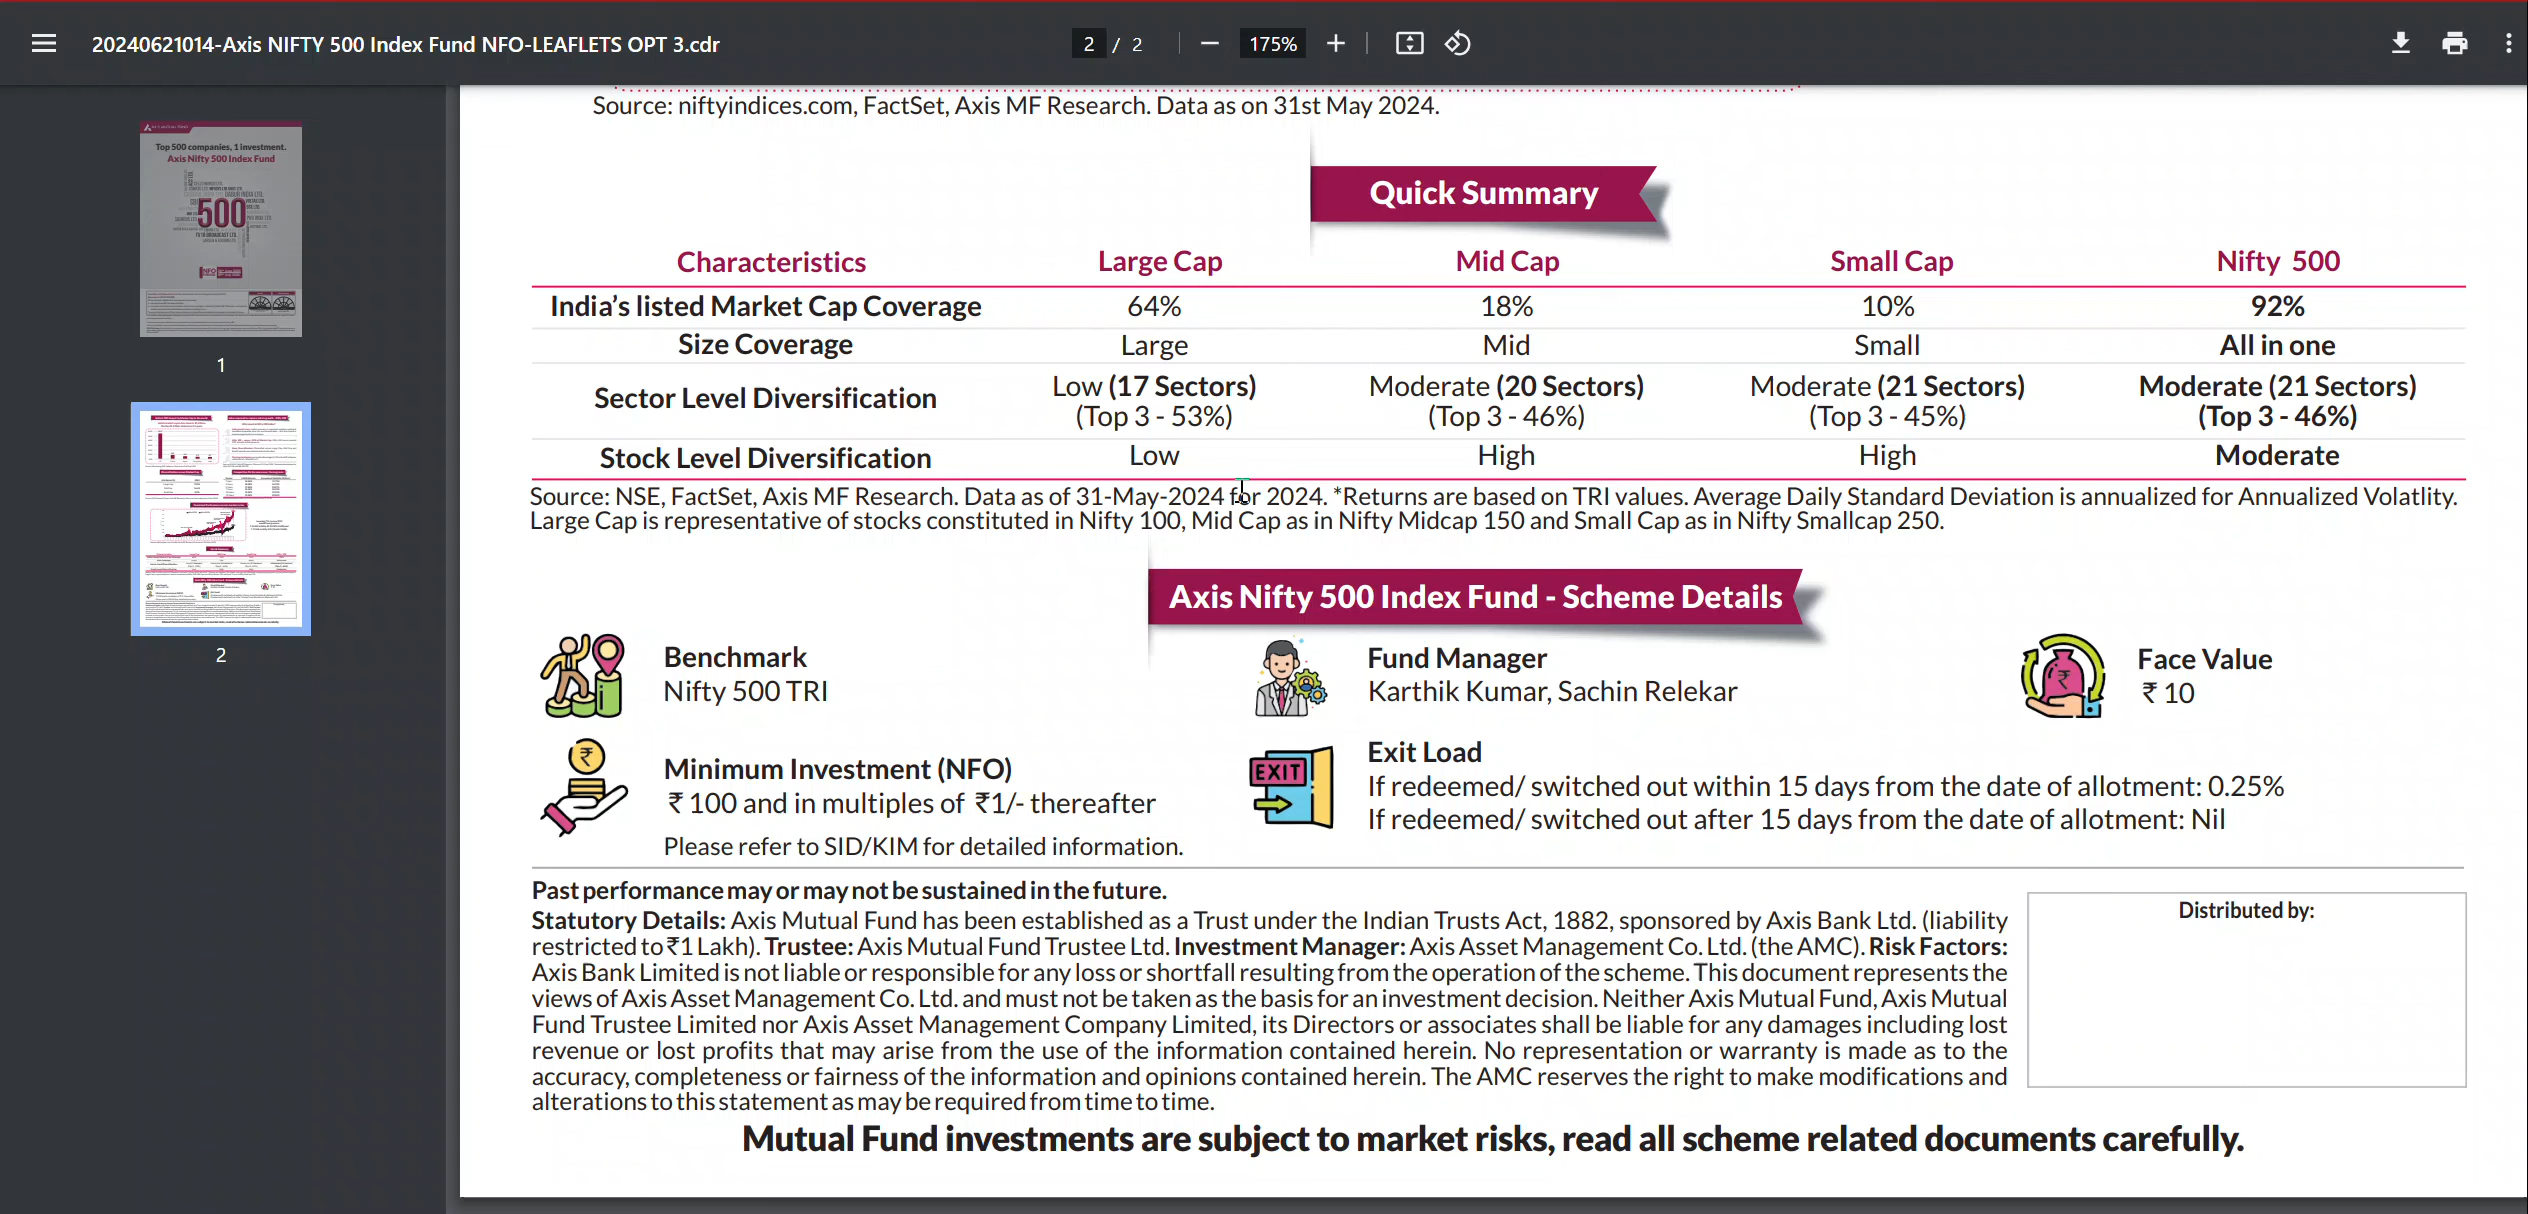 20240621014-Axis NIFTY 500 Index Fund NFO-LEAFLETS OPT 3.cdr
2 / 2
175%
Top 500 companies, 1 investment.
Axis Nifty 500 Index Fund
500
1
2
Source: niftyindices.com, FactSet, Axis MF Research. Data as on 31st May 2024.
Quick Summary
Characteristics Large Cap Mid Cap Small Cap Nifty 500
India’s listed Market Cap Coverage 64% 18% 10% 92%
Size Coverage Large Mid Small All in one
Sector Level Diversification Low (17 Sectors) Moderate (20 Sectors) Moderate (21 Sectors) Moderate (21 Sectors)
(Top 3 - 53%) (Top 3 - 46%) (Top 3 - 45%) (Top 3 - 46%)
Stock Level Diversification Low High High Moderate
Source: NSE, FactSet, Axis MF Research. Data as of 31-May-2024 for 2024. *Returns are based on TRI values. Average Daily Standard Deviation is annualized for Annualized Volatlity.
Large Cap is representative of stocks constituted in Nifty 100, Mid Cap as in Nifty Midcap 150 and Small Cap as in Nifty Smallcap 250.
Axis Nifty 500 Index Fund - Scheme Details
Benchmark
Nifty 500 TRI
Fund Manager
Karthik Kumar, Sachin Relekar
Face Value
₹ 10
Minimum Investment (NFO)
₹ 100 and in multiples of ₹1/- thereafter
Please refer to SID/KIM for detailed information.
EXIT
Exit Load
If redeemed/ switched out within 15 days from the date of allotment: 0.25%
If redeemed/ switched out after 15 days from the date of allotment: Nil
Past performance may or may not be sustained in the future.
Statutory Details: Axis Mutual Fund has been established as a Trust under the Indian Trusts Act, 1882, sponsored by Axis Bank Ltd. (liability
restricted to ₹1 Lakh). Trustee: Axis Mutual Fund Trustee Ltd. Investment Manager: Axis Asset Management Co. Ltd. (the AMC). Risk Factors:
Axis Bank Limited is not liable or responsible for any loss or shortfall resulting from the operation of the scheme. This document represents the
views of Axis Asset Management Co. Ltd. and must not be taken as the basis for an investment decision. Neither Axis Mutual Fund, Axis Mutual
Fund Trustee Limited nor Axis Asset Management Company Limited, its Directors or associates shall be liable for any damages including lost
revenue or lost profits that may arise from the use of the information contained herein. No representation or warranty is made as to the
accuracy, completeness or fairness of the information and opinions contained herein. The AMC reserves the right to make modifications and
alterations to this statement as may be required from time to time.
Distributed by:
Mutual Fund investments are subject to market risks, read all scheme related documents carefully.